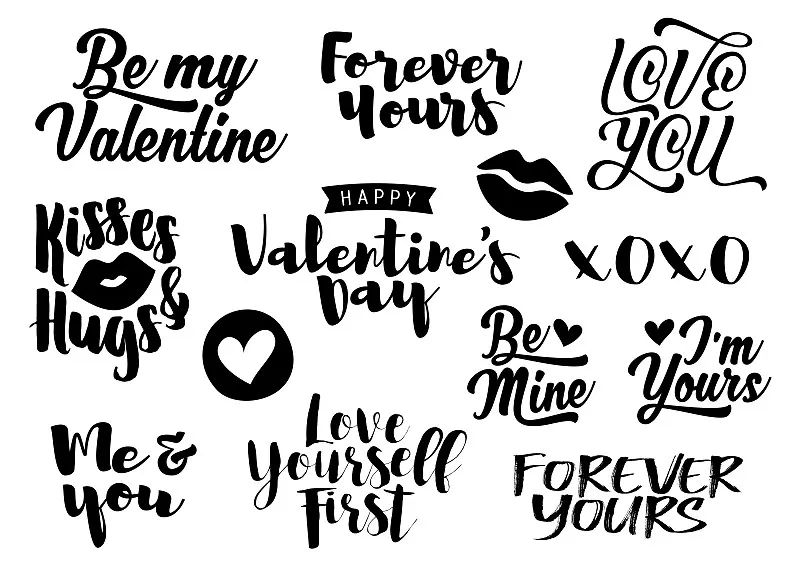 Be my
Valentine
Forever
Yours
LOVE
YOU
Kisses
&
Hugs
HAPPY
Valentine's
Day
XOXO
Be
Mine
I'm
Yours
Me &
you
Love
Yourself
First
FOREVER
YOURS